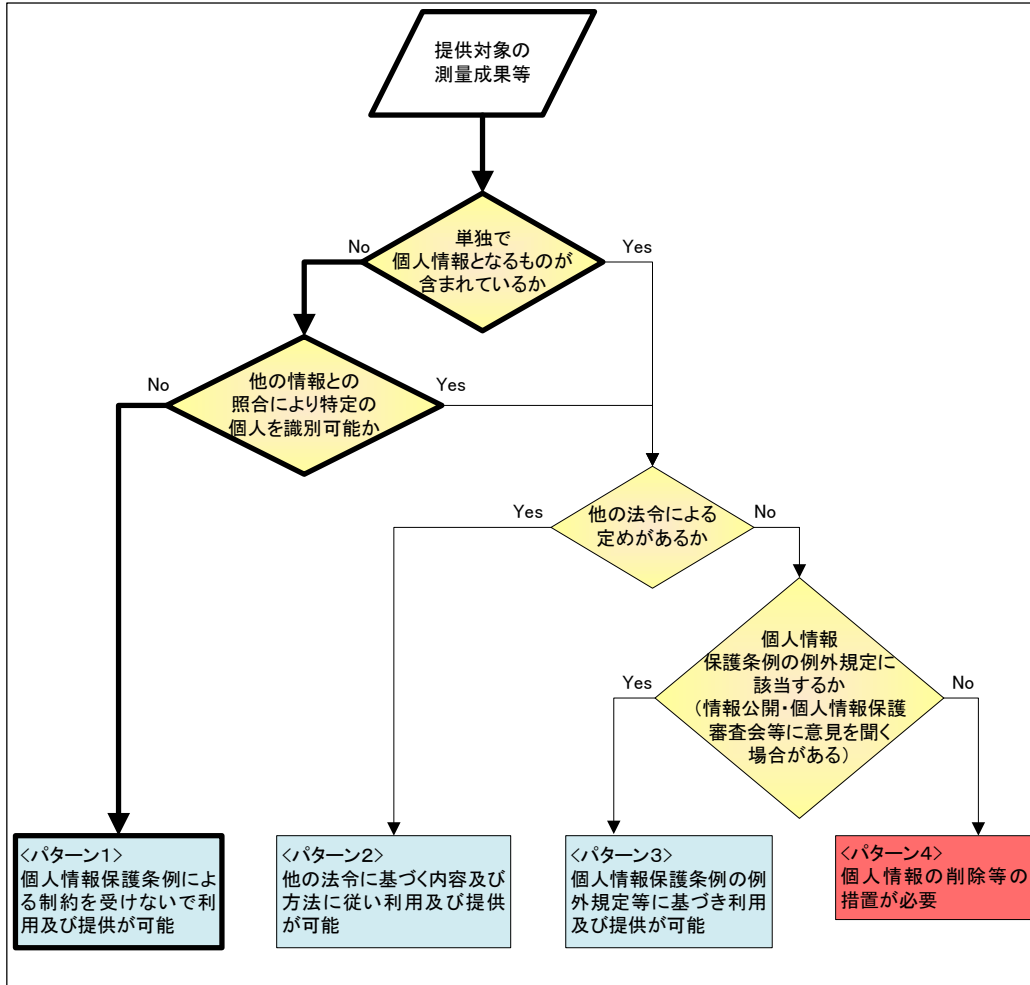 提供対象の
測量成果等
No
単独で
個人情報となるものが
含まれているか
Yes
No
他の情報との
照合により特定の
個人を識別可能か
Yes
Yes
他の法令による
定めがあるか
No
Yes
個人情報
保護条例の例外規定に
該当するか
（情報公開・個人情報保護
審査会等に意見を聞く
場合がある）
No
＜パターン１＞
個人情報保護条例によ
る制約を受けないで利
用及び提供が可能
＜パターン２＞
他の法令に基づく内容及び
方法に従い利用及び提供
が可能
＜パターン３＞
個人情報保護条例の例
外規定等に基づき利用
及び提供が可能
＜パターン４＞
個人情報の削除等の
措置が必要